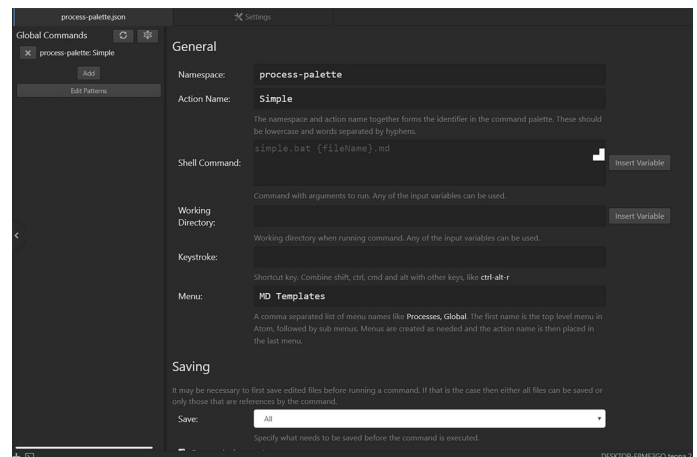 process-palette.json
Settings
Global Commands
process-palette: Simple
Add
Edit Patterns
General
Namespace:
process-palette
Action Name:
Simple
The namespace and action name together forms the identifier in the command palette. These should
be lowercase and words separated by hyphens.
Shell Command:
simple.bat {fileName}.md
Insert Variable
Command with arguments to run. Any of the input variables can be used.
Working
Directory:
Insert Variable
Working directory when running command. Any of the input variables can be used.
Keystroke:
Shortcut key. Combine shift, ctrl, cmd and alt with other keys, like ctrl-alt-r
Menu:
MD Templates
A comma separated list of menu names like Processes, Global. The first name is the top level menu in
Atom, followed by sub menus. Menus are created as needed and the action name is then placed in
the last menu.
Saving
It may be necessary to first save edited files before running a command. If that is the case then either all files can be saved or
only those that are references by the command.
Save:
All
Specify what needs to be saved before the command is executed.